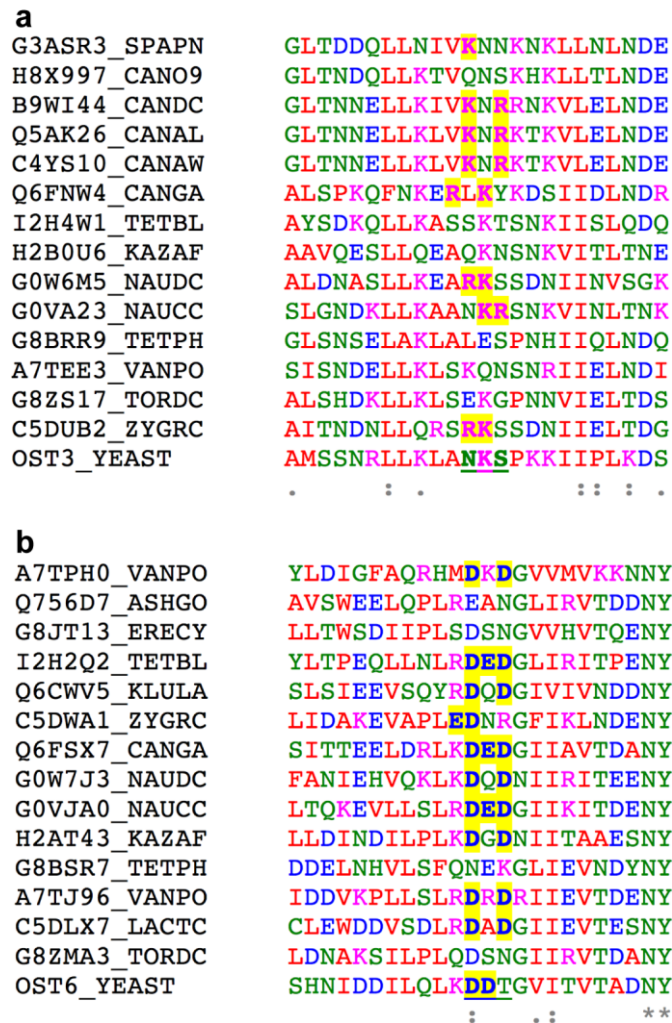 a
G3ASR3_SPAPN GLTDDQLLNIVKNNKNKLLNLNDE
H8X997_CANO9 GLTNDQLLKTVQNSKHKLLTLNDE
B9WI44_CANDC GLTNNELLKIVKNRRNKVLELNDE
Q5AK26_CANAL GLTNNELLKLVKNRKTKVLELNDE
C4YS10_CANAW GLTNNELLKLVKNRKTKVLELNDE
Q6FNW4_CANGA ALSPKQFNKERLKYKDSIIDLNDR
I2H4W1_TETBL AYSDKQLLKASSKTSNKIISLQDQ
H2B0U6_KAZAF AAVQESLLQEAQKNSNKVITLTNE
G0W6M5_NAUDC ALDNASLLKEARKSSDNIINVSGK
G0VA23_NAUCC SLGNDKLLKAANKRSNKVINLTNK
G8BRR9_TETPH GLSNSELAKLALESPNHIIQLNDQ
A7TEE3_VANPO SISNDELLKLSKQNSNRIIELNDI
G8ZS17_TORDC ALSHDKLLKLSEKGPNNVIELTDS
C5DUB2_ZYGRC AITNDNLLQRSRKSSDNIIELTDG
OST3_YEAST AMSSNRLLKLANKSPKKIIPLKDS
. : . :: : .
b
A7TPH0_VANPO YLDIGFAQRHMDKDGVVMVKKNNY
Q756D7_ASHGO AVSWEELQPLREANGLIRVTDDNY
G8JT13_ERECY LLTWSDIIPLSDSNGVVHVTQENY
I2H2Q2_TETBL YLTPEQLLNLRDEDGLIRITPENY
Q6CWV5_KLULA SLSIEEVSQYRDQDGIVIVNDDNY
C5DWA1_ZYGRC LIDAKEVAPLEDNRGFIKLNDENY
Q6FSX7_CANGA SITTEELDRLKDEDGIIAVTDANY
G0W7J3_NAUDC FANIEHVQKLKDQDNIIRITEENY
G0VJA0_NAUCC LTQKEVLLSLRDEDGIIKITDENY
H2AT43_KAZAF LLDINDILPLKDGDNIITAAESNY
G8BSR7_TETPH DDELNHVLSFQNEKGLIEVNDYNY
A7TJ96_VANPO IDDVKPLLSLRDRDRIIEVTDENY
C5DLX7_LACTC CLEWDDVSDLRDADGIIEVTESNY
G8ZMA3_TORDC LDNAKSILPLQDSNGIIRVTDANY
OST6_YEAST SHNIDDILQLKDDTGVITVTADNY
: .: **